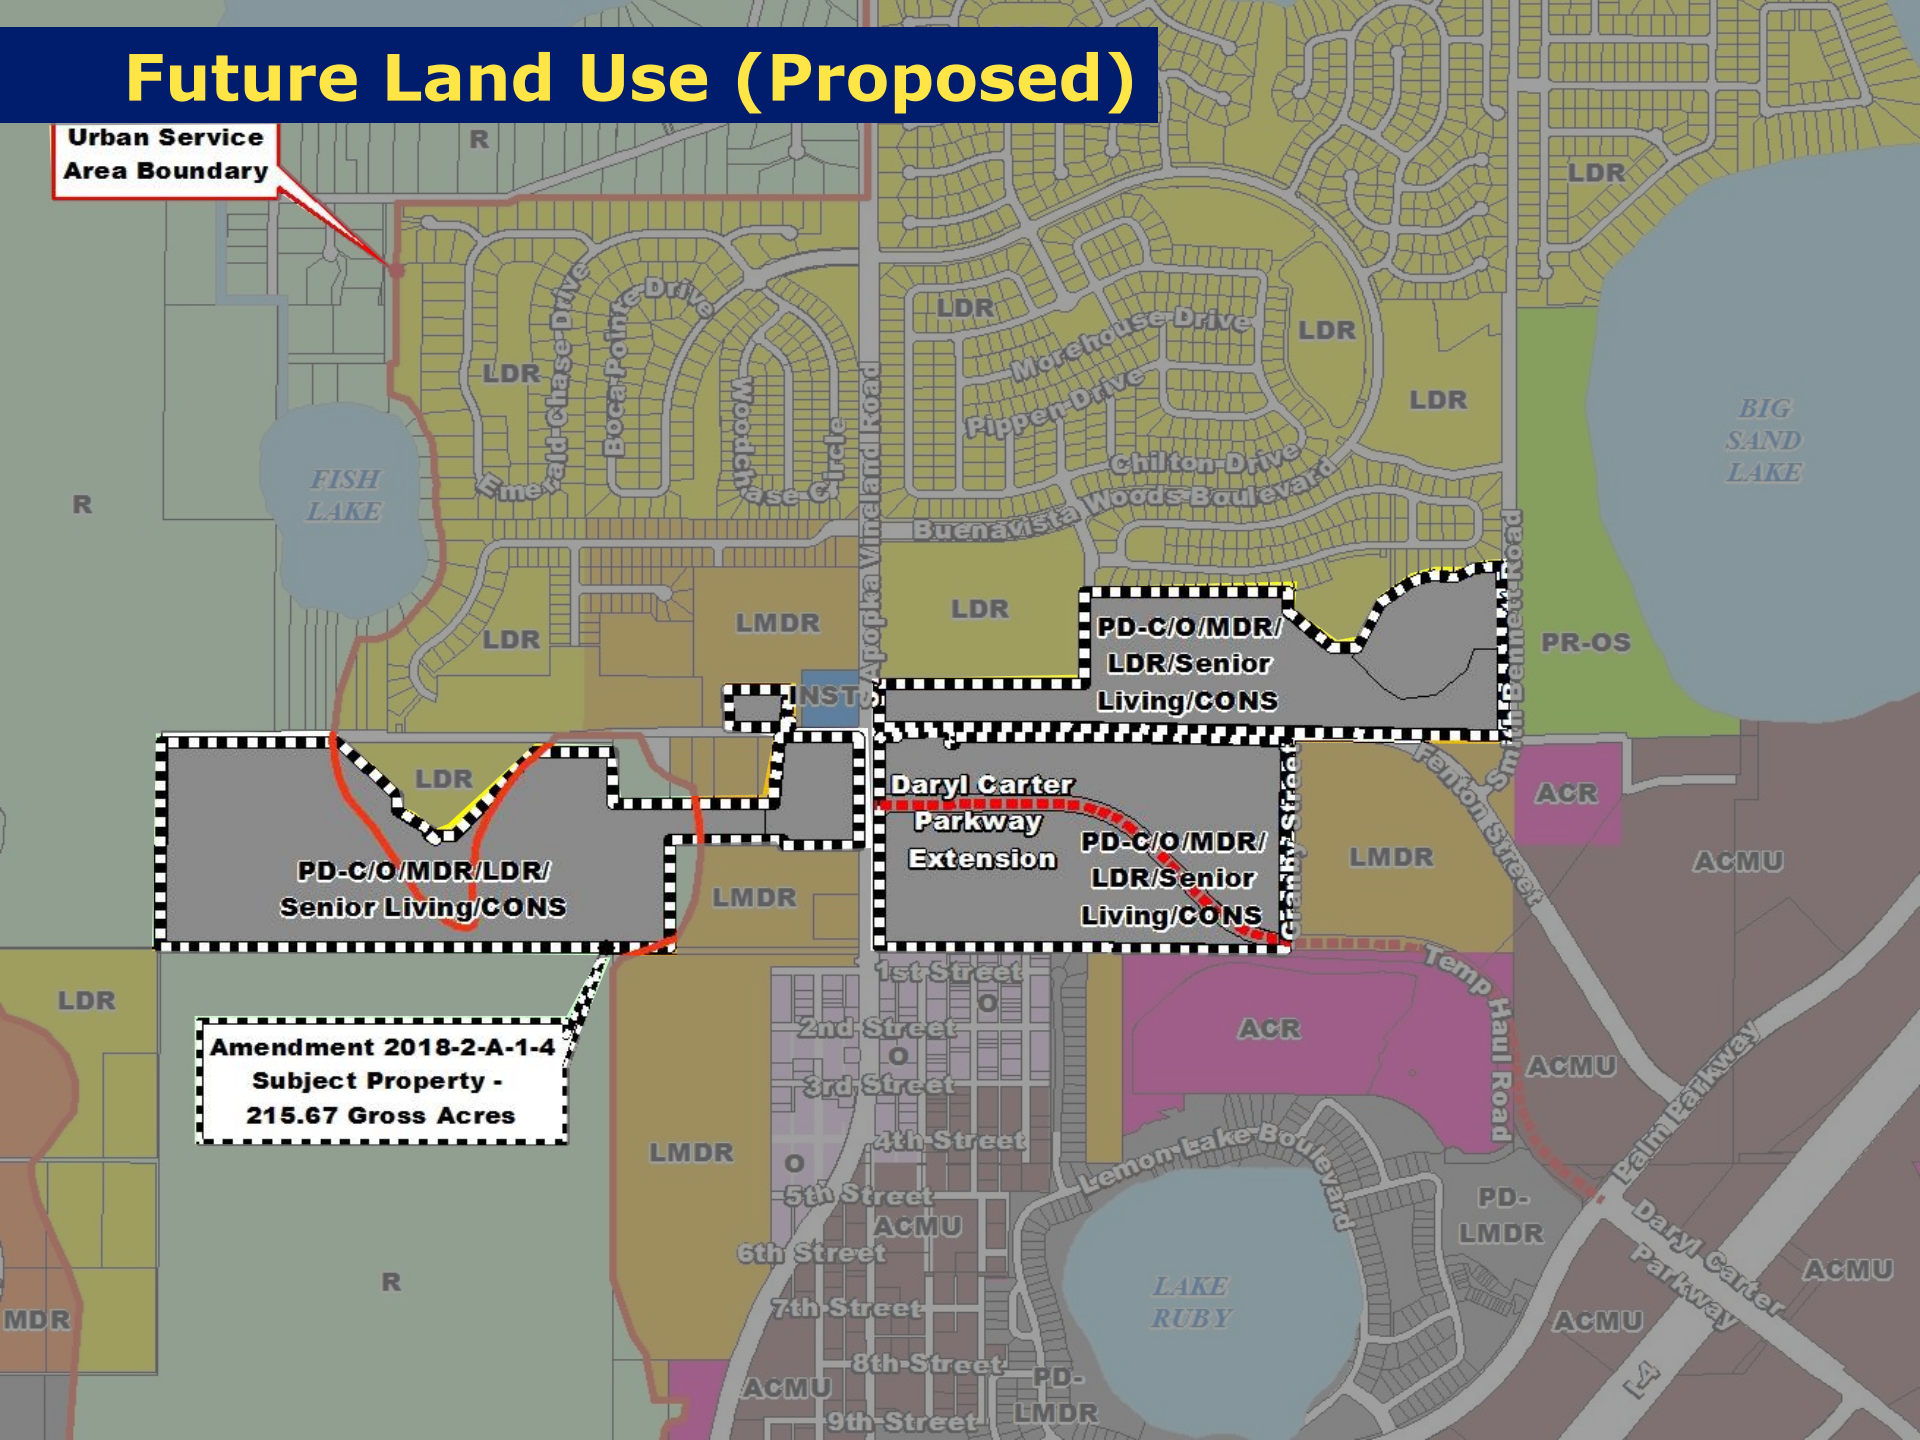 Future Land Use (Proposed)
Urban Service
Area Boundary
R
LDR
LDR
Emerald Chase Drive
Boca Pointe Drive
Woodchase Circle
S Apopka Vineland Road
LDR
Morehouse Drive
Pippen Drive
LDR
LDR
Chilton Drive
Buenavista Woods Boulevard
BIG
SAND
LAKE
FISH
LAKE
R
LDR
LMDR
INST
LDR
PD-C/O/MDR/
LDR/Senior
Living/CONS
Smith Bennett Road
PR-OS
LDR
PD-C/O/MDR/LDR/
Senior Living/CONS
LMDR
Daryl Carter
Parkway
Extension
PD-C/O/MDR/
LDR/Senior
Living/CONS
Granby Street
LMDR
Fenton Street
ACR
ACMU
LDR
Amendment 2018-2-A-1-4
Subject Property -
215.67 Gross Acres
1st Street
O
2nd Street
O
3rd Street
4th Street
O
5th Street
ACMU
6th Street
7th Street
8th Street
9th Street
LMDR
ACR
Temp Haul Road
ACMU
Palm Parkway
Lemon Lake Boulevard
PD-
LMDR
Daryl Carter
Parkway
ACMU
LAKE
RUBY
R
MDR
ACMU
PD-
LMDR
ACMU
I-4